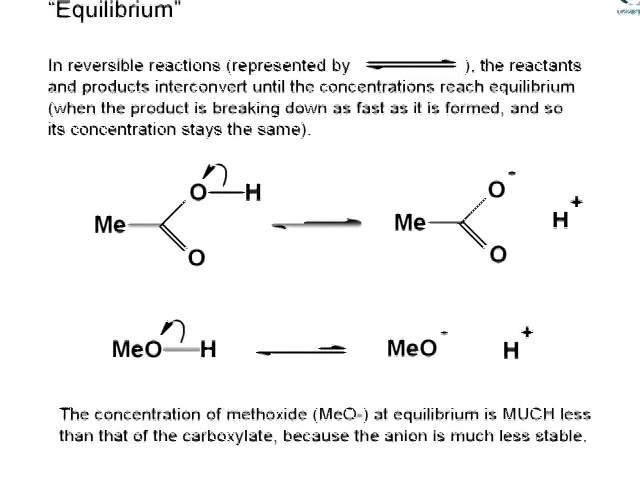 "Equilibrium"
In reversible reactions (represented by ), the reactants
and products interconvert until the concentrations reach equilibrium
(when the product is breaking down as fast as it is formed, and so
its concentration stays the same).
O H O - +
Me Me H
O O
MeO H MeO - H +
The concentration of methoxide (MeO-) at equilibrium is MUCH less
than that of the carboxylate, because the anion is much less stable.